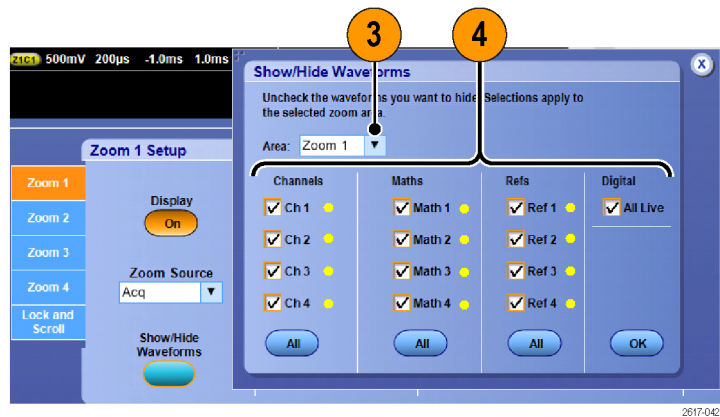 3 4
Z1C1 500mV 200µs -1.0ms 1.0ms
Show/Hide Waveforms
Uncheck the waveforms you want to hide. Selections apply to
the selected zoom area.
Area: Zoom 1
Zoom 1 Setup
Channels Maths Refs Digital
Zoom 1
Ch 1 Math 1 Ref 1 All Live
Display
On
Zoom 2
Ch 2 Math 2 Ref 2
Zoom 3
Zoom Source
Ch 3 Math 3 Ref 3
Zoom 4
Acq
Ch 4 Math 4 Ref 4
Lock and
Scroll
Show/Hide
Waveforms
All All All OK
2617-042